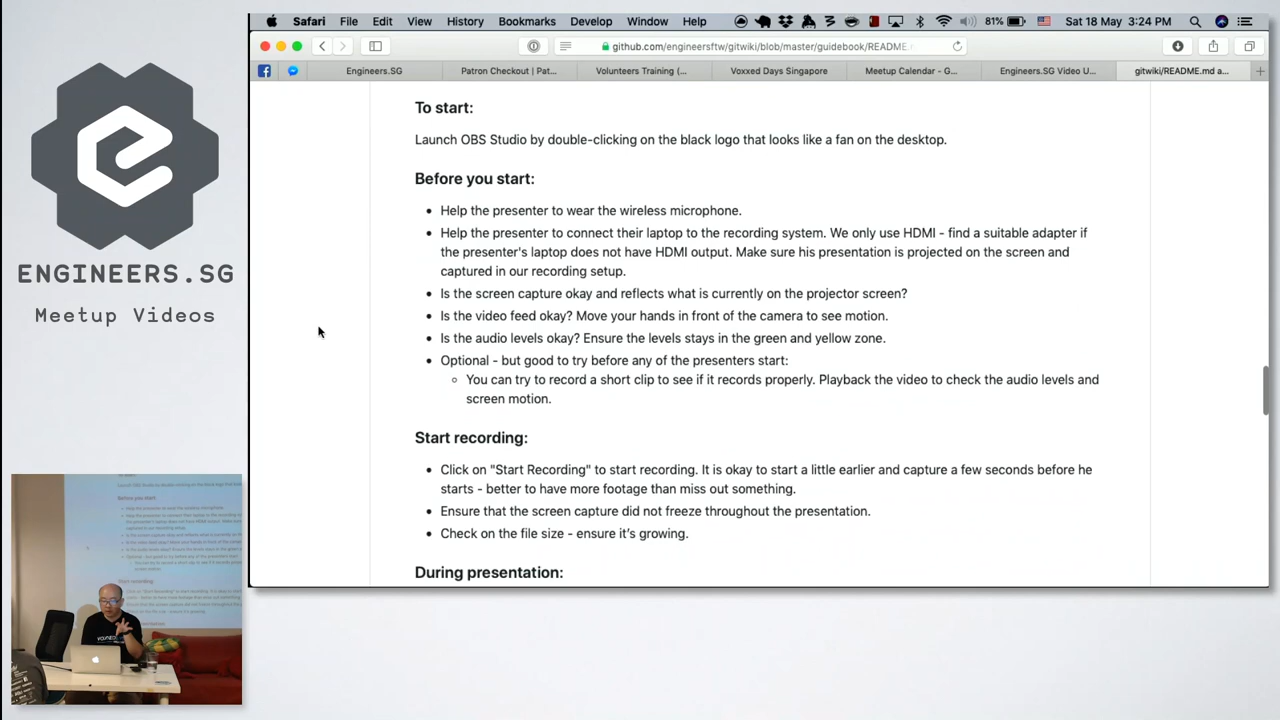 Safari File Edit View History Bookmarks Develop Window Help 81% Sat 18 May 3:24 PM
github.com/engineersftw/gitwiki/blob/master/guidebook/README.r
Engineers.SG Patron Checkout | Pat... Volunteers Training (... Voxxed Days Singapore Meetup Calendar - G... Engineers.SG Video U... gitwiki/README.md a...
ENGINEERS.SG
Meetup Videos
To start:
Launch OBS Studio by double-clicking on the black logo that looks like a fan on the desktop.
Before you start:
Help the presenter to wear the wireless microphone.
Help the presenter to connect their laptop to the recording system. We only use HDMI - find a suitable adapter if
the presenter's laptop does not have HDMI output. Make sure his presentation is projected on the screen and
captured in our recording setup.
Is the screen capture okay and reflects what is currently on the projector screen?
Is the video feed okay? Move your hands in front of the camera to see motion.
Is the audio levels okay? Ensure the levels stays in the green and yellow zone.
Optional - but good to try before any of the presenters start:
You can try to record a short clip to see if it records properly. Playback the video to check the audio levels and
screen motion.
Start recording:
Click on "Start Recording" to start recording. It is okay to start a little earlier and capture a few seconds before he
starts - better to have more footage than miss out something.
Ensure that the screen capture did not freeze throughout the presentation.
Check on the file size - ensure it's growing.
During presentation: